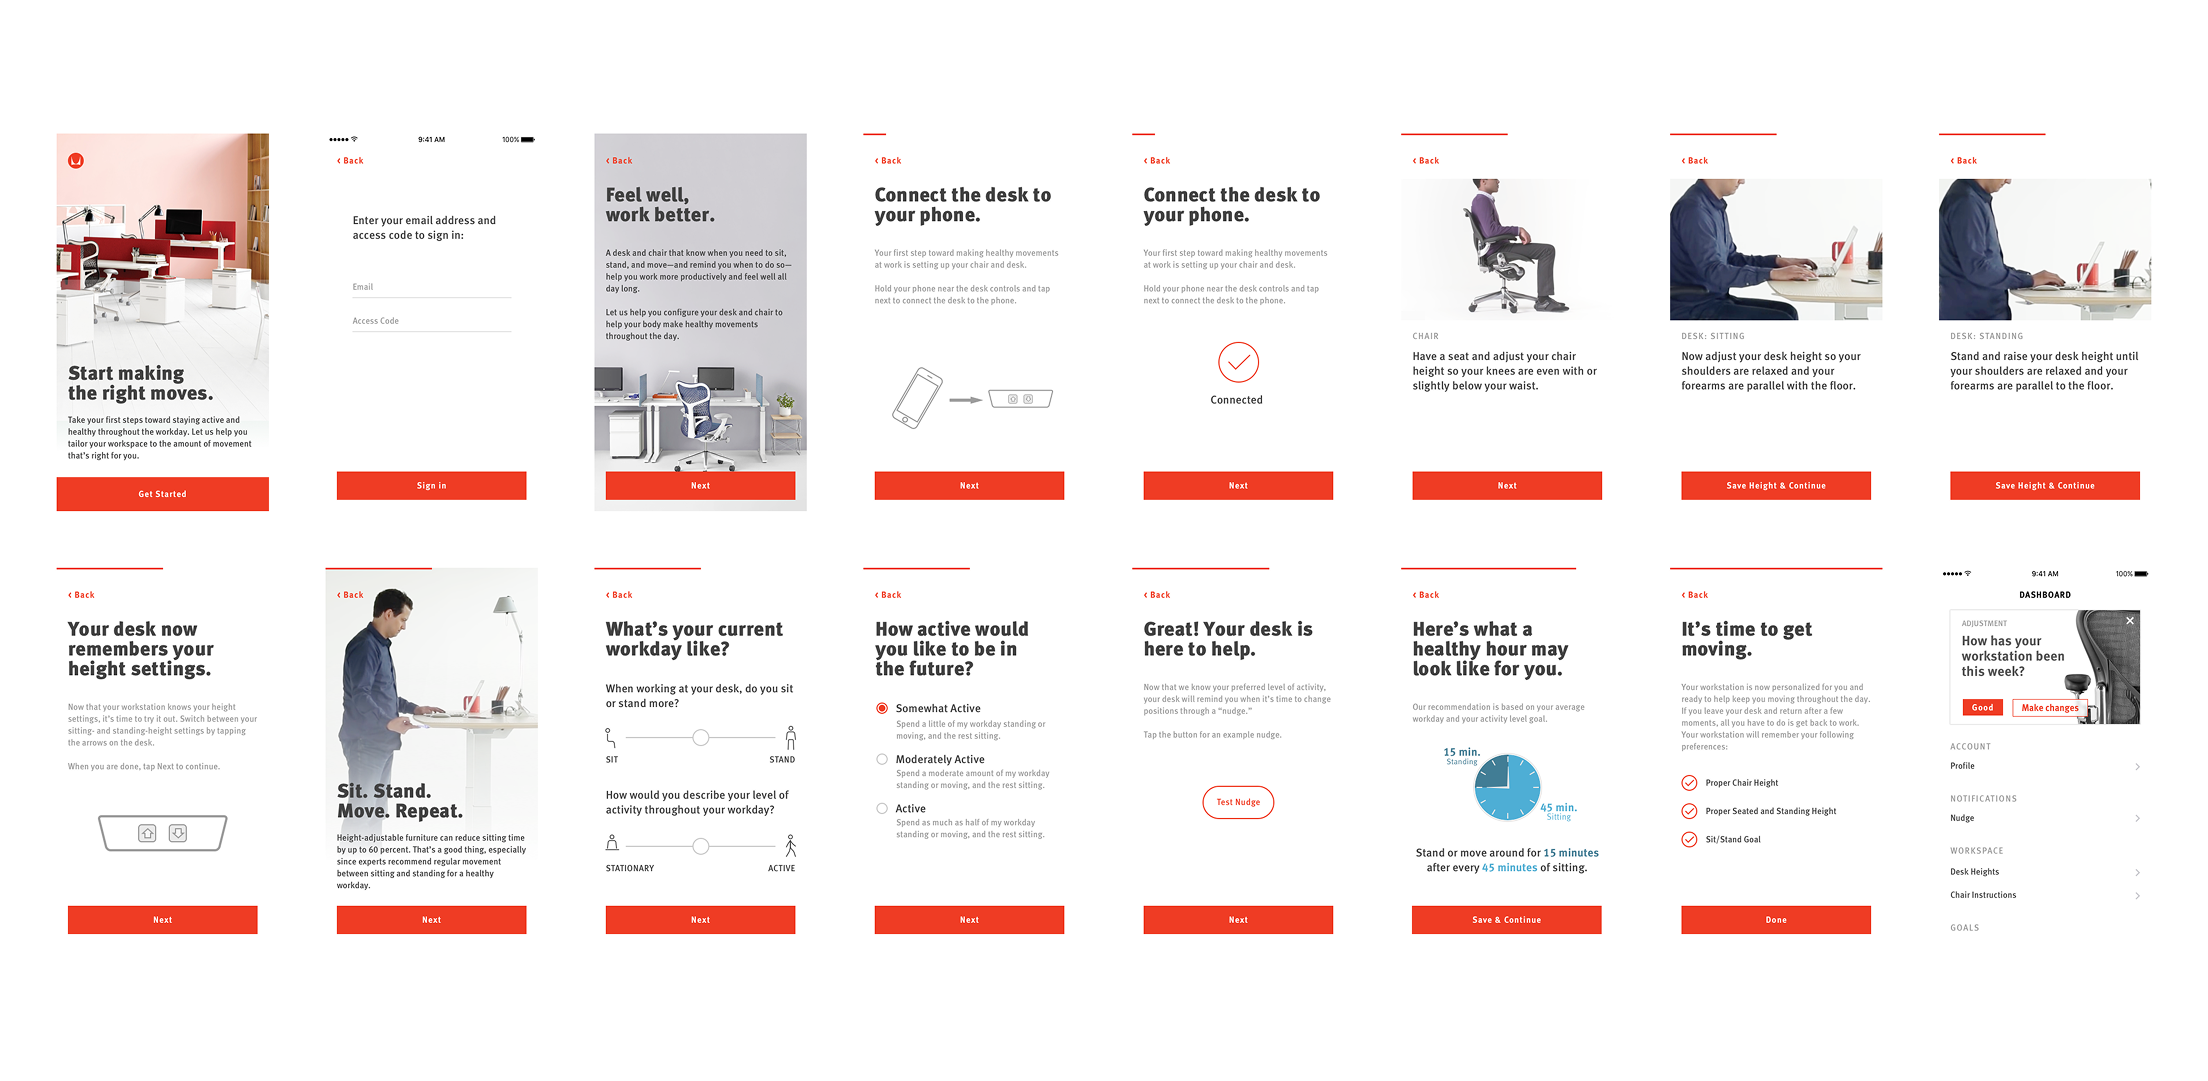 Start making
the right moves.
Take your first steps toward staying active and
healthy throughout the workday. Let us help you
tailor your workspace to the amount of movement
that's right for you.
Get Started
9:41 AM
100%
‹ Back
Enter your email address and
access code to sign in:
Email
Access Code
Sign in
‹ Back
Feel well,
work better.
A desk and chair that know when you need to sit,
stand, and move—and remind you when to do so—
help you work more productively and feel well all
day long.
Let us help you configure your desk and chair to
help your body make healthy movements
throughout the day.
Next
‹ Back
Connect the desk to
your phone.
Your first step toward making healthy movements
at work is setting up your chair and desk.
Hold your phone near the desk controls and tap
next to connect the desk to the phone.
Next
‹ Back
Connect the desk to
your phone.
Your first step toward making healthy movements
at work is setting up your chair and desk.
Hold your phone near the desk controls and tap
next to connect the desk to the phone.
Connected
Next
‹ Back
CHAIR
Have a seat and adjust your chair
height so your knees are even with or
slightly below your waist.
Next
‹ Back
DESK: SITTING
Now adjust your desk height so your
shoulders are relaxed and your
forearms are parallel with the floor.
Save Height & Continue
‹ Back
DESK: STANDING
Stand and raise your desk height until
your shoulders are relaxed and your
forearms are parallel to the floor.
Save Height & Continue
‹ Back
Your desk now
remembers your
height settings.
Now that your workstation knows your height
settings, it's time to try it out. Switch between your
sitting- and standing-height settings by tapping
the arrows on the desk.
When you are done, tap Next to continue.
Next
‹ Back
Sit. Stand.
Move. Repeat.
Height-adjustable furniture can reduce sitting time
by up to 60 percent. That's a good thing, especially
since experts recommend regular movement
between sitting and standing for a healthy
workday.
Next
‹ Back
What's your current
workday like?
When working at your desk, do you sit
or stand more?
SIT
STAND
How would you describe your level of
activity throughout your workday?
STATIONARY
ACTIVE
Next
‹ Back
How active would
you like to be in
the future?
Somewhat Active
Spend a little of my workday standing or
moving, and the rest sitting.
Moderately Active
Spend a moderate amount of my workday
standing or moving, and the rest sitting.
Active
Spend as much as half of my workday
standing or moving, and the rest sitting.
Next
‹ Back
Great! Your desk is
here to help.
Now that we know your preferred level of activity,
your desk will remind you when it's time to change
positions through a "nudge."
Tap the button for an example nudge.
Test Nudge
Next
‹ Back
Here's what a
healthy hour may
look like for you.
Our recommendation is based on your average
workday and your activity level goal.
15 min.
Standing
45 min.
Sitting
Stand or move around for 15 minutes
after every 45 minutes of sitting.
Save & Continue
‹ Back
It's time to get
moving.
Your workstation is now personalized for you and
ready to help keep you moving throughout the day.
If you leave your desk and return after a few
moments, all you have to do is get back to work.
Your workstation will remember your following
preferences:
Proper Chair Height
Proper Seated and Standing Height
Sit/Stand Goal
Done
9:41 AM
100%
DASHBOARD
ADJUSTMENT
How has your
workstation been
this week?
Good
Make changes
ACCOUNT
Profile
NOTIFICATIONS
Nudge
WORKSPACE
Desk Heights
Chair Instructions
GOALS